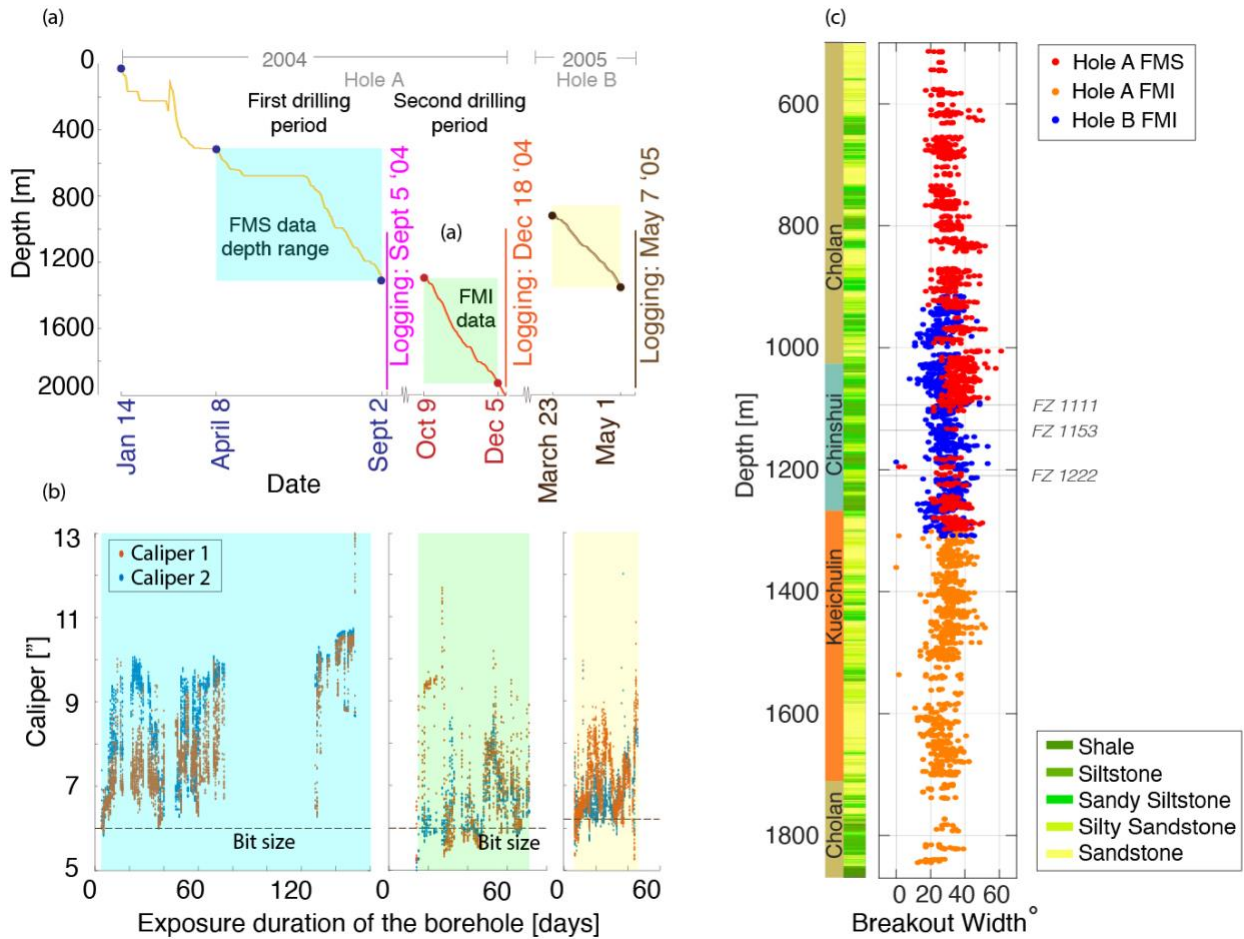 (a)
2004
2005
Hole A
Hole B
First drilling
period
Second drilling
period
0
400
800
1200
1600
2000
Depth [m]
FMS data
depth range
(a)
FMI
data
Logging: Sept 5 '04
Logging: Dec 18 '04
Logging: May 7 '05
Jan 14
April 8
Sept 2
Oct 9
Dec 5
March 23
May 1
Date
(b)
13
11
9
7
5
Caliper ["]
Caliper 1
Caliper 2
Bit size
Bit size
0 60 120 0 60 0 60
Exposure duration of the borehole [days]
(c)
Hole A FMS
Hole A FMI
Hole B FMI
600
800
1000
1200
1400
1600
1800
Depth [m]
Cholan
Chinshui
Kueichulin
Cholan
FZ 1111
FZ 1153
FZ 1222
Shale
Siltstone
Sandy Siltstone
Silty Sandstone
Sandstone
0 20 40 60
Breakout Width°